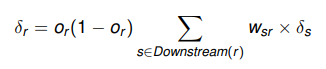 δr = or(1 − or) ∑ wsr × δs
s∈Downstream(r)